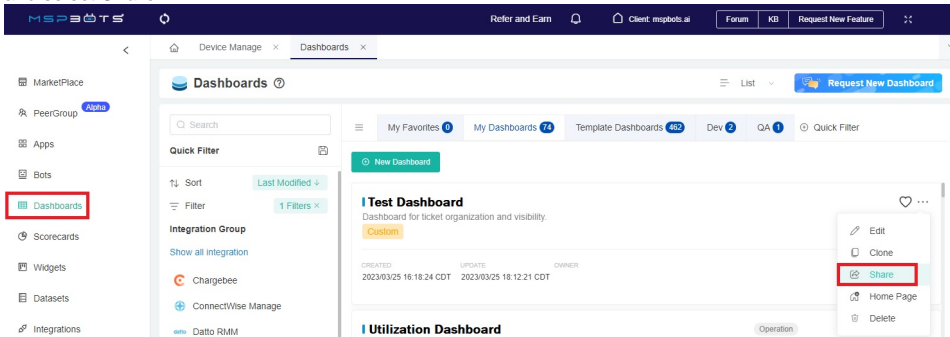 MSPBOTS
Refer and Earn
Client: mspbots.ai
Forum
KB
Request New Feature
Device Manage ×
Dashboards ×
MarketPlace
PeerGroup Alpha
Apps
Bots
Dashboards
Scorecards
Widgets
Datasets
Integrations
Dashboards
List
Request New Dashboard
Search
Quick Filter
Sort
Last Modified ↓
Filter
1 Filters ×
Integration Group
Show all integration
Chargebee
ConnectWise Manage
datto Datto RMM
My Favorites 0
My Dashboards 74
Template Dashboards 462
Dev 2
QA 1
Quick Filter
New Dashboard
Test Dashboard
Dashboard for ticket organization and visibility.
Custom
CREATED
UPDATE
OWNER
2023/03/25 16:18:24 CDT
2023/03/25 18:12:21 CDT
Edit
Clone
Share
Home Page
Delete
Utilization Dashboard
Operation